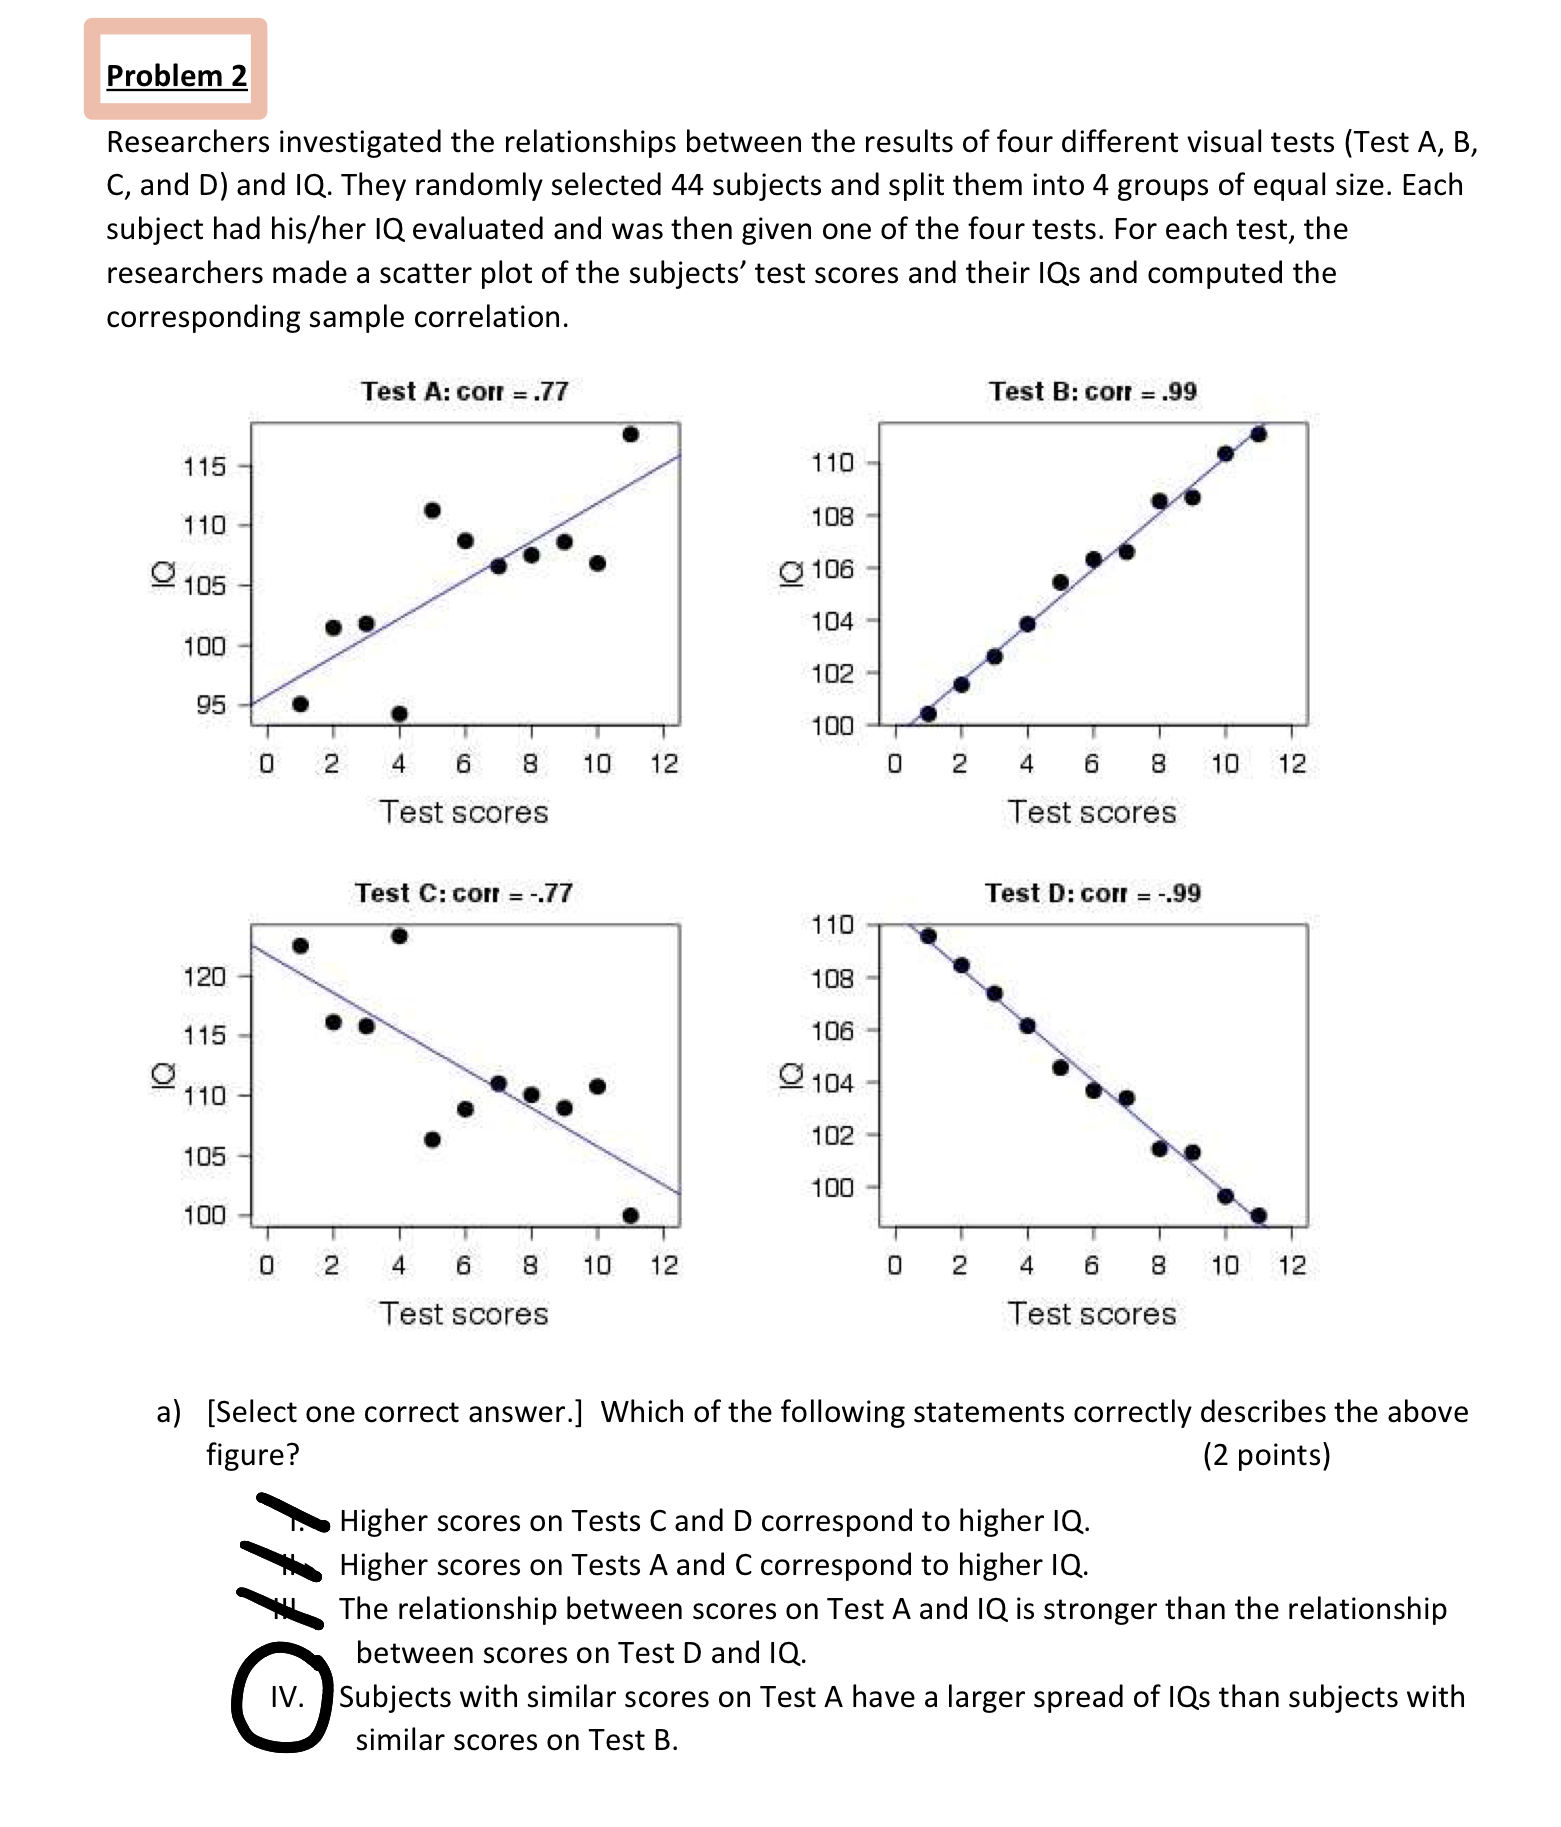 Problem 2
Researchers investigated the relationships between the results of four different visual tests (Test A, B,
C, and D) and IQ. They randomly selected 44 subjects and split them into 4 groups of equal size. Each
subject had his/her IQ evaluated and was then given one of the four tests. For each test, the
researchers made a scatter plot of the subjects’ test scores and their IQs and computed the
corresponding sample correlation.
Test A: corr = .77
115
110
105
100
95
IQ
0 2 4 6 8 10 12
Test scores
Test B: corr = .99
110
108
106
104
102
100
IQ
0 2 4 6 8 10 12
Test scores
Test C: corr = -.77
120
115
110
105
100
IQ
0 2 4 6 8 10 12
Test scores
Test D: corr = -.99
110
108
106
104
102
100
IQ
0 2 4 6 8 10 12
Test scores
a) [Select one correct answer.] Which of the following statements correctly describes the above
figure? (2 points)
I. Higher scores on Tests C and D correspond to higher IQ.
II. Higher scores on Tests A and C correspond to higher IQ.
III. The relationship between scores on Test A and IQ is stronger than the relationship
between scores on Test D and IQ.
IV. Subjects with similar scores on Test A have a larger spread of IQs than subjects with
similar scores on Test B.